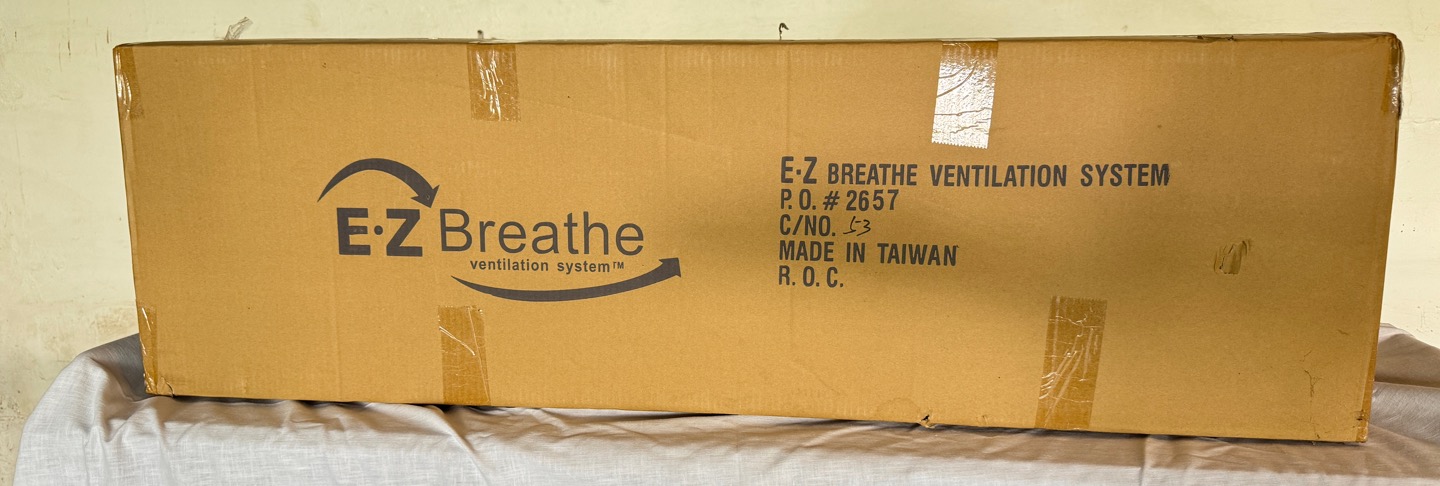 E·Z Breathe
ventilation system™
E·Z BREATHE VENTILATION SYSTEM
P.O. # 2657
C/NO. 53
MADE IN TAIWAN
R.O.C.